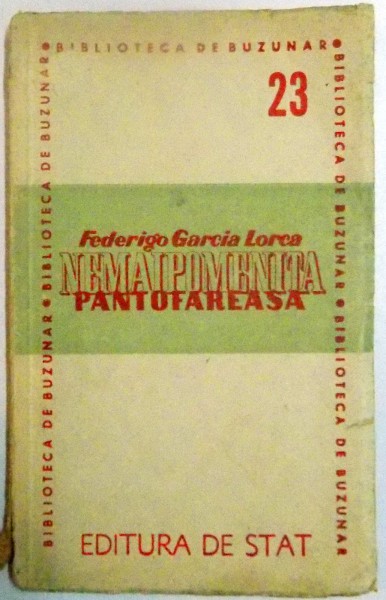 BIBLIOTECA DE BUZUNAR
23
BIBLIOTECA DE BUZUNAR • BIBLIOTECA DE BUZUNAR
BIBLIOTECA DE BUZUNAR • BIBLIOTECA DE BUZUNAR
Federigo Garcia Lorca
NEMAIPOMENITA
PANTOFAREASA
EDITURA DE STAT